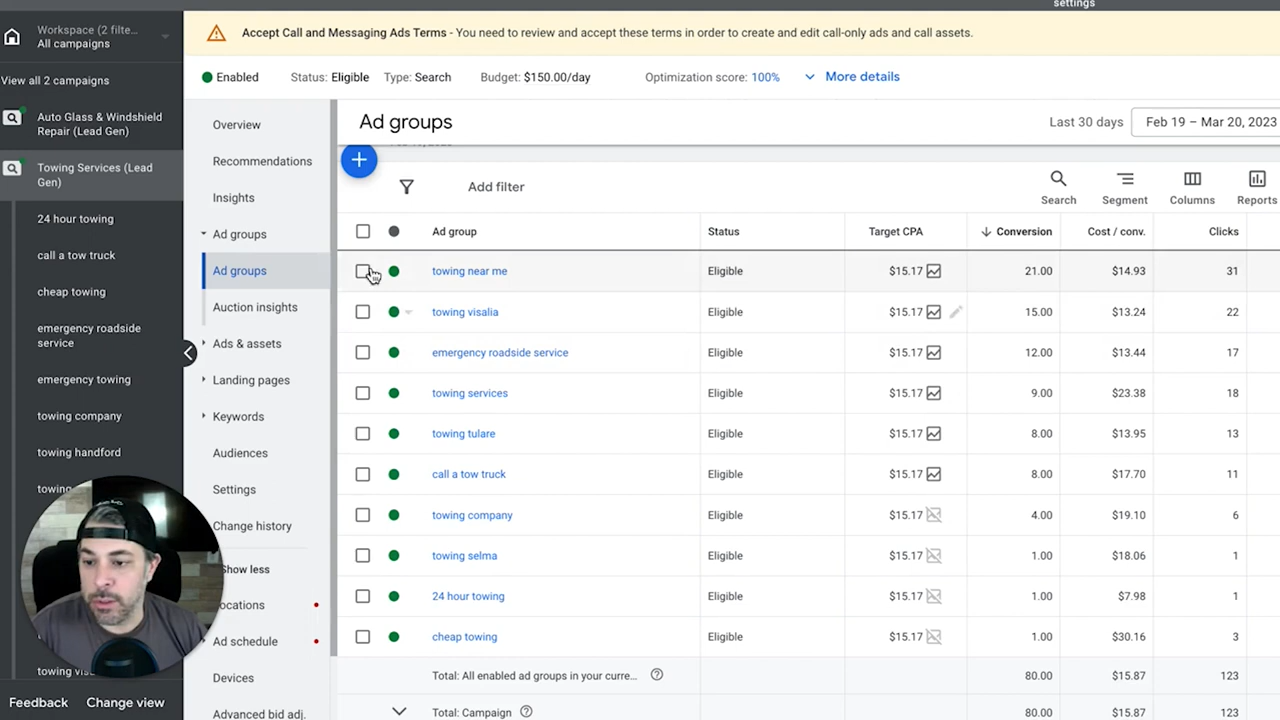 settings
Workspace (2 filte...
All campaigns
View all 2 campaigns
Auto Glass & Windshield
Repair (Lead Gen)
Towing Services (Lead
Gen)
24 hour towing
call a tow truck
cheap towing
emergency roadside
service
emergency towing
towing company
towing handford
Feedback
Change view
Accept Call and Messaging Ads Terms - You need to review and accept these terms in order to create and edit call-only ads and call assets.
Enabled Status: Eligible Type: Search Budget: $150.00/day Optimization score: 100% More details
Overview
Recommendations
Insights
Ad groups
Ad groups
Auction insights
Ads & assets
Landing pages
Keywords
Audiences
Settings
Change history
Show less
ocations
Ad schedule
Devices
Advanced bid adj.
Ad groups
Last 30 days Feb 19 – Mar 20, 2023
Add filter
Search Segment Columns Reports
Ad group Status Target CPA Conversion Cost / conv. Clicks
towing near me Eligible $15.17 21.00 $14.93 31
towing visalia Eligible $15.17 15.00 $13.24 22
emergency roadside service Eligible $15.17 12.00 $13.44 17
towing services Eligible $15.17 9.00 $23.38 18
towing tulare Eligible $15.17 8.00 $13.95 13
call a tow truck Eligible $15.17 8.00 $17.70 11
towing company Eligible $15.17 4.00 $19.10 6
towing selma Eligible $15.17 1.00 $18.06 1
24 hour towing Eligible $15.17 1.00 $7.98 1
cheap towing Eligible $15.17 1.00 $30.16 3
Total: All enabled ad groups in your curre... 80.00 $15.87 123
Total: Campaign 80.00 $15.87 123